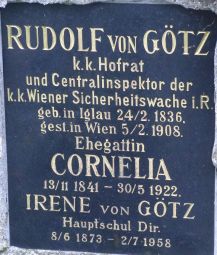 RUDOLF VON GÖTZ
k.k. Hofrat
und Centralinspektor der
k.k. Wiener Sicherheitswache i.R.
geb. in Iglau 24/2. 1836.
gest. in Wien 5/2. 1908.
Ehegattin
CORNELIA
13/11 1841 – 30/5 1922.
IRENE VON GÖTZ
Hauptschul Dir.
8/6 1873 – 2/7 1958